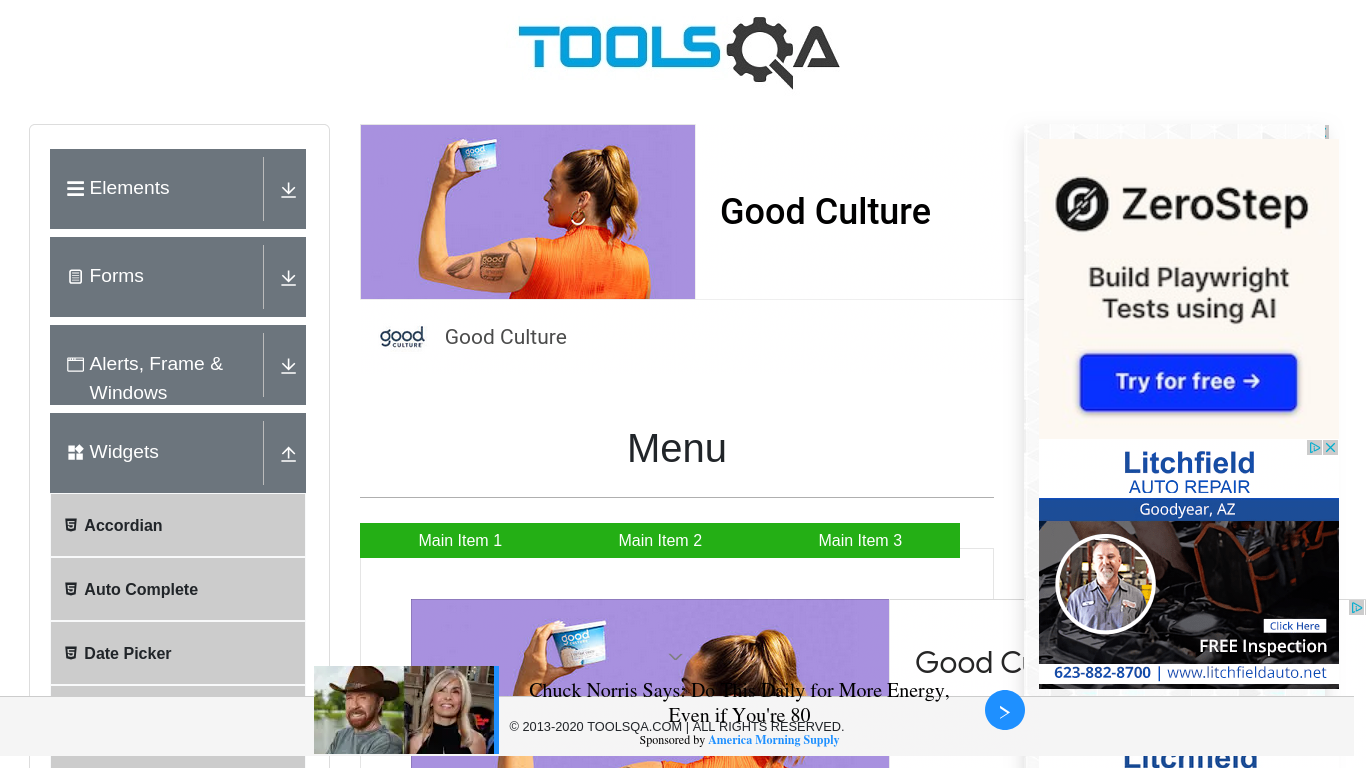 TOOLSQA
Elements
Forms
Alerts, Frame &
Windows
Widgets
Accordian
Auto Complete
Date Picker
good
Good Culture
good
CULTURE
Good Culture
Menu
Main Item 1
Main Item 2
Main Item 3
good
Good Cu
ZeroStep
Build Playwright
Tests using AI
Try for free →
Litchfield
AUTO REPAIR
Goodyear, AZ
Click Here
FREE Inspection
623-882-8700 | www.litchfieldauto.net
Chuck Norris Says: Do This Daily for More Energy,
Even if You're 80
Sponsored by America Morning Supply
© 2013-2020 TOOLSQA.COM | ALL RIGHTS RESERVED.
Litchfield